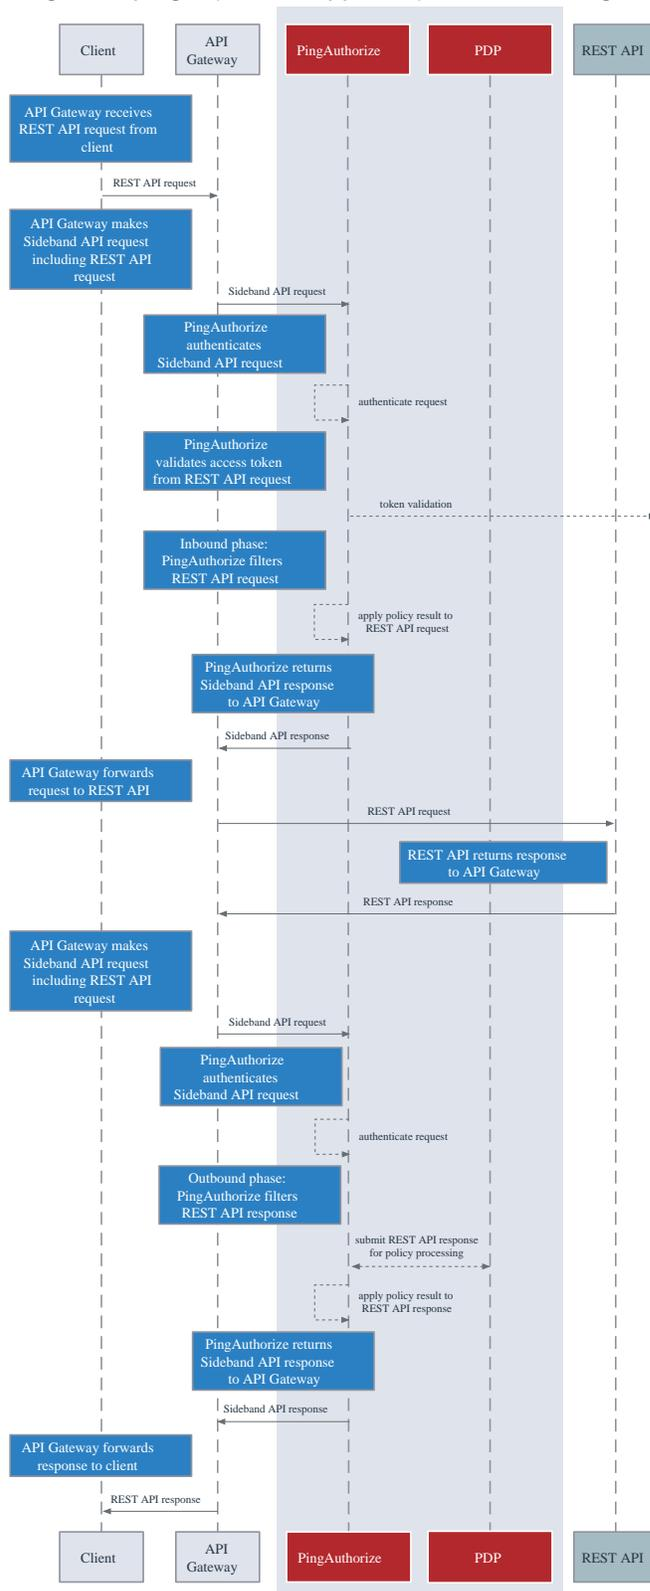 Client
API
Gateway
PingAuthorize
PDP
REST API
API Gateway receives
REST API request from
client
REST API request
API Gateway makes
Sideband API request
including REST API
request
Sideband API request
PingAuthorize
authenticates
Sideband API request
authenticate request
PingAuthorize
validates access token
from REST API request
token validation
Inbound phase:
PingAuthorize filters
REST API request
apply policy result to
REST API request
PingAuthorize returns
Sideband API response
to API Gateway
Sideband API response
API Gateway forwards
request to REST API
REST API request
REST API returns response
to API Gateway
REST API response
API Gateway makes
Sideband API request
including REST API
request
Sideband API request
PingAuthorize
authenticates
Sideband API request
authenticate request
Outbound phase:
PingAuthorize filters
REST API response
submit REST API response
for policy processing
apply policy result to
REST API response
PingAuthorize returns
Sideband API response
to API Gateway
Sideband API response
API Gateway forwards
response to client
REST API response
Client
API
Gateway
PingAuthorize
PDP
REST API